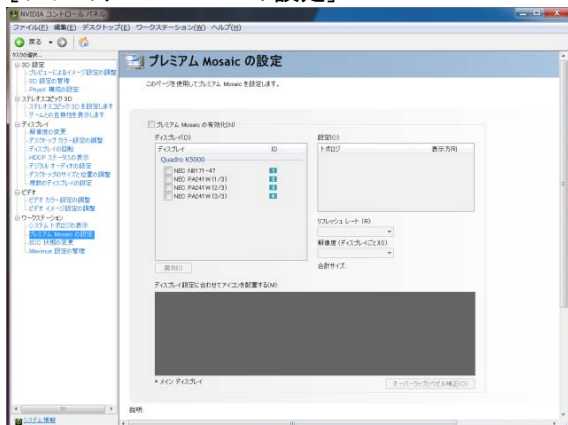 NVIDIA コントロール パネル
ファイル(F) 編集(E) デスクトップ(T) ワークステーション(W) ヘルプ(H)
戻る
タスクの選択...
3D 設定
プレビューによるイメージ設定の調整
3D 設定の管理
PhysX 構成の設定
ステレオスコピック 3D
ステレオスコピック 3D を設定します
ゲームとの互換性を表示します
ディスプレイ
解像度の変更
デスクトップ カラー設定の調整
ディスプレイの回転
HDCP ステータスの表示
デジタル オーディオの設定
デスクトップのサイズと位置の調整
複数のディスプレイの設定
ビデオ
ビデオ カラー設定の調整
ビデオ イメージ設定の調整
ワークステーション
システム トポロジの表示
プレミアム Mosaic の設定
ECC 状態の変更
Maximus 設定の管理
システム情報
プレミアム Mosaic の設定
このページを使用してプレミアム Mosaic を設定します。
プレミアム Mosaic の有効化(N)
ディスプレイ(D):
ディスプレイ ID
Quadro K5000
NEC PA241W (1/3)
NEC PA241W (2/3)
NEC PA241W (3/3)
識別(I)
設定(C):
トポロジ 表示方向
リフレッシュ レート (R):
解像度 (ディスプレイごと)(S):
合計サイズ:
ディスプレイ設定に合わせてアイコンを配置する(M):
* メイン ディスプレイ
オーバーラップ/ベゼル補正(O)
説明: